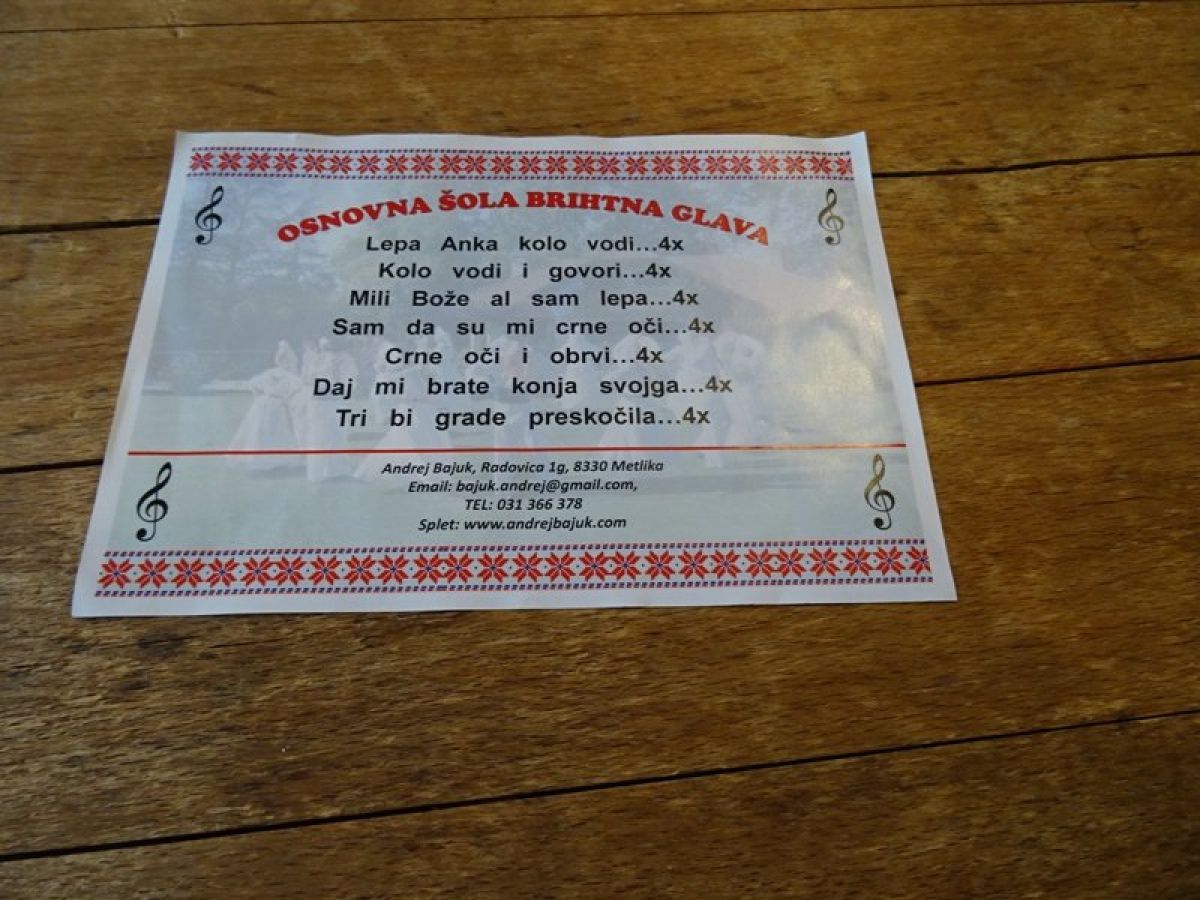 OSNOVNA ŠOLA BRIHTNA GLAVA
Lepa Anka kolo vodi...4x
Kolo vodi i govori...4x
Mili Bože al sam lepa...4x
Sam da su mi crne oči...4x
Crne oči i obrvi...4x
Daj mi brate konja svojga...4x
Tri bi grade preskočila...4x
Andrej Bajuk, Radovica 1g, 8330 Metlika
Email: bajuk.andrej@gmail.com,
TEL: 031 366 378
Splet: www.andrejbajuk.com